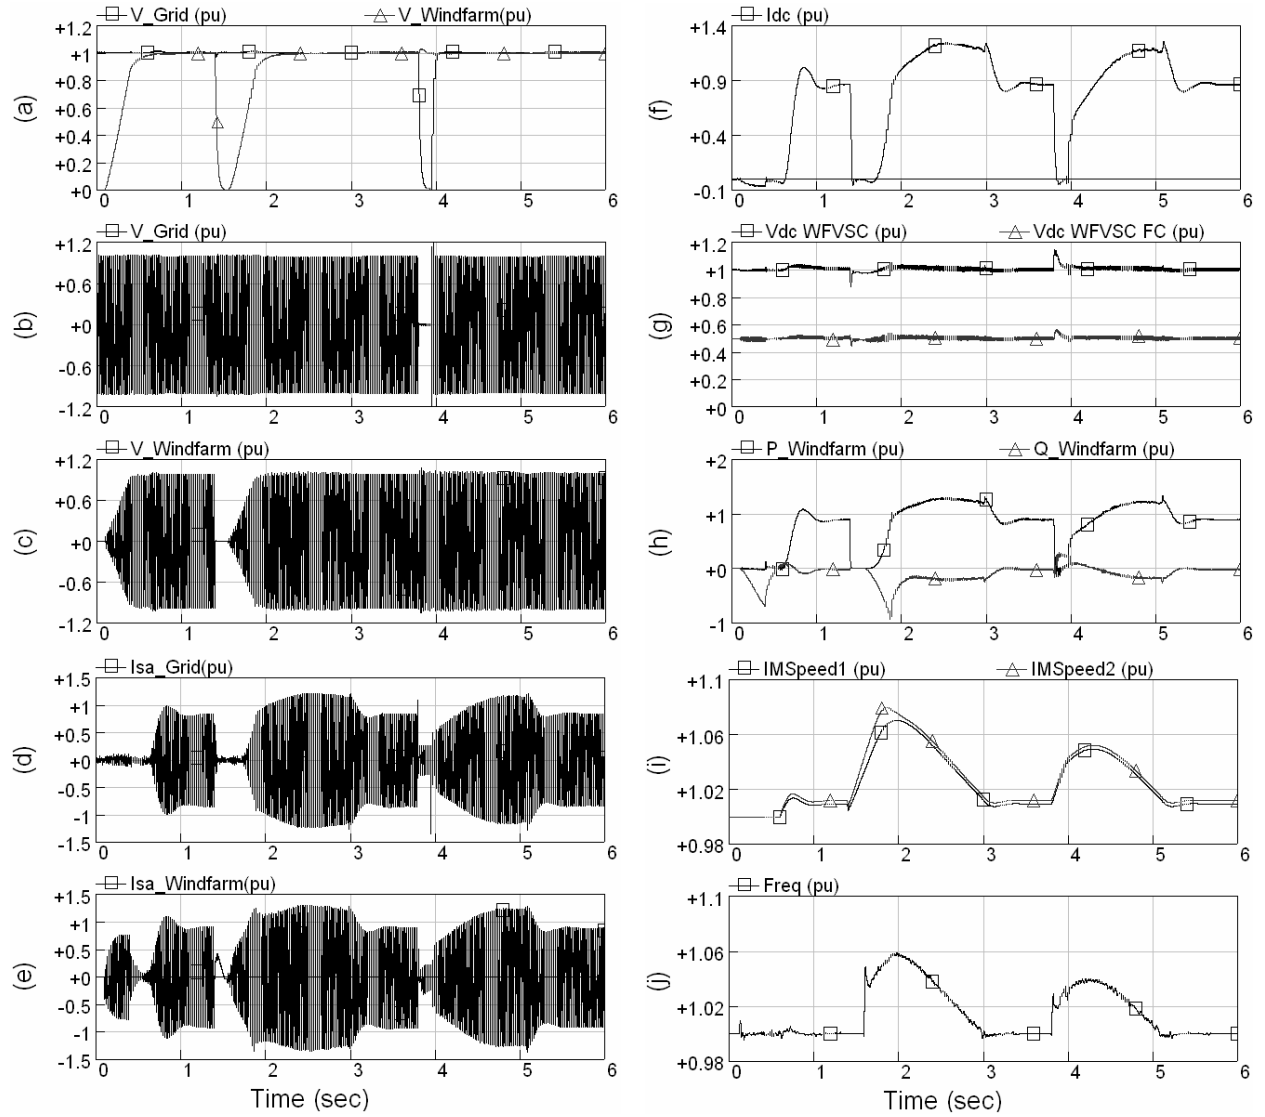 V_Grid (pu) V_Windfarm(pu)
+1.2
+1
+0.8
+0.6
+0.4
+0.2
+0
(a)
1 2 3 4 5 6
V_Grid (pu)
+1.2
+0.6
+0
-0.6
-1.2
(b)
0 1 2 3 4 5 6
V_Windfarm (pu)
+1.2
+0.6
+0
-0.6
-1.2
(c)
0 1 2 3 4 5 6
Isa_Grid(pu)
+1.5
+1
+0.5
+0
-0.5
-1
-1.5
(d)
0 1 2 3 4 5 6
Isa_Windfarm(pu)
+1.5
+1
+0.5
+0
-0.5
-1
-1.5
(e)
0 1 2 3 4 5 6
Time (sec)
Idc (pu)
+1.4
+0.9
+0.4
-0.1
(f)
0 1 2 3 4 5 6
Vdc WFVSC (pu) Vdc WFVSC FC (pu)
+1.2
+1
+0.8
+0.6
+0.4
+0.2
+0
(g)
0 1 2 3 4 5 6
P_Windfarm (pu) Q_Windfarm (pu)
+2
+1
+0
-1
(h)
0 1 2 3 4 5 6
IMSpeed1 (pu) IMSpeed2 (pu)
+1.1
+1.06
+1.02
+0.98
(i)
0 1 2 3 4 5 6
Freq (pu)
+1.1
+1.06
+1.02
+0.98
(j)
0 1 2 3 4 5 6
Time (sec)